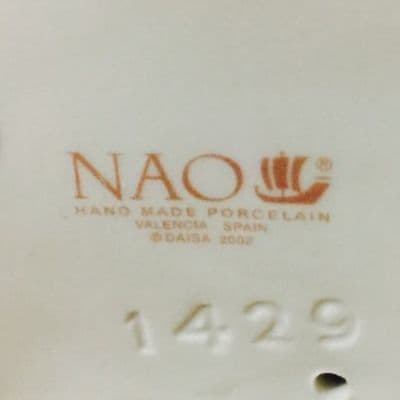 NAO ®
HAND MADE PORCELAIN
VALENCIA SPAIN
© DAISA 2002
1429